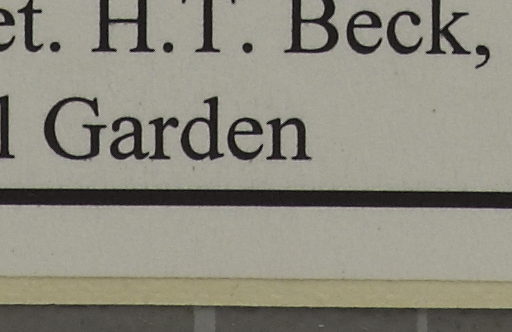 et. H.T. Beck,
l Garden